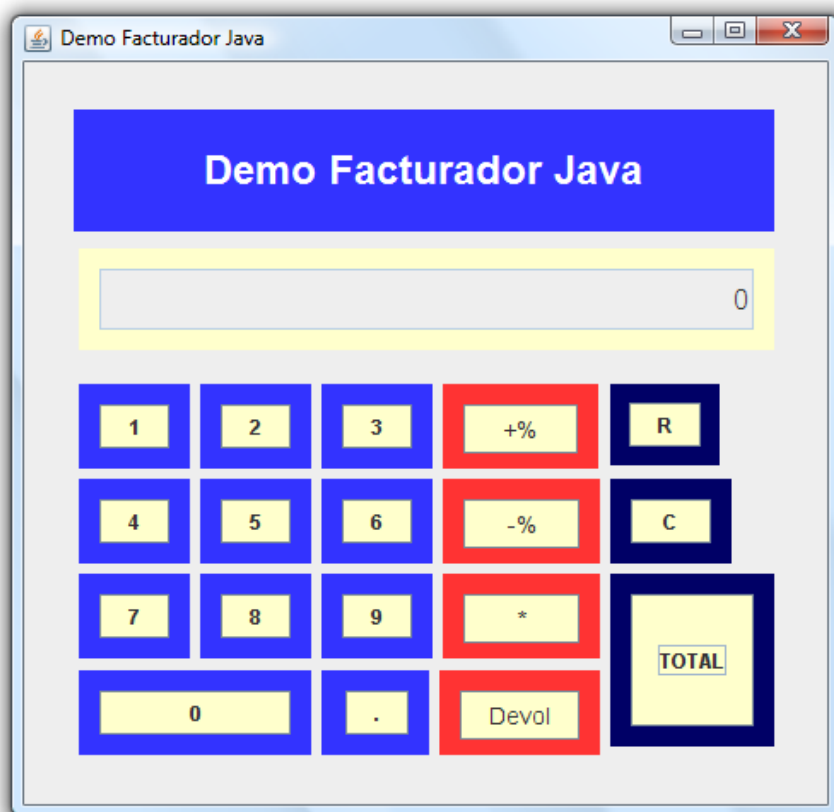 Demo Facturador Java
Demo Facturador Java
0
1 2 3 +% R
4 5 6 -% C
7 8 9 *
TOTAL
0 . Devol